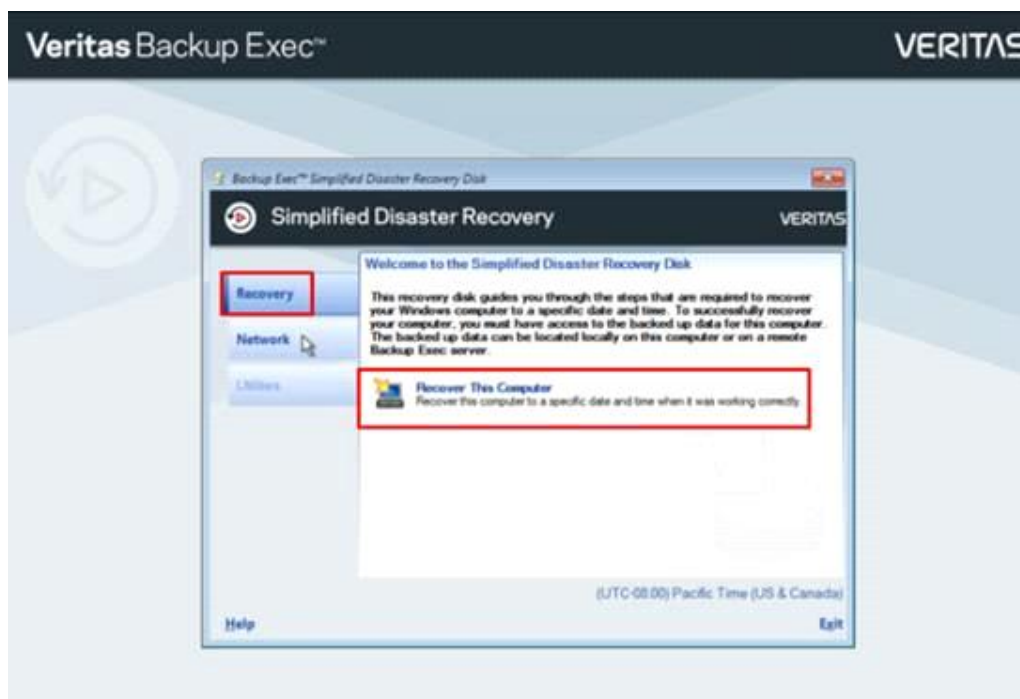 Veritas Backup Exec™
VERITAS
Backup Exec™ Simplified Disaster Recovery Disk
Simplified Disaster Recovery
VERITAS
Recovery
Network
Utilities
Welcome to the Simplified Disaster Recovery Disk
This recovery disk guides you through the steps that are required to recover
your Windows computer to a specific date and time. To successfully recover
your computer, you must have access to the backed up data for this computer.
The backed up data can be located locally on this computer or on a remote
Backup Exec server.
Recover This Computer
Recover this computer to a specific date and time when it was working correctly.
(UTC-08:00) Pacific Time (US & Canada)
Help
Exit